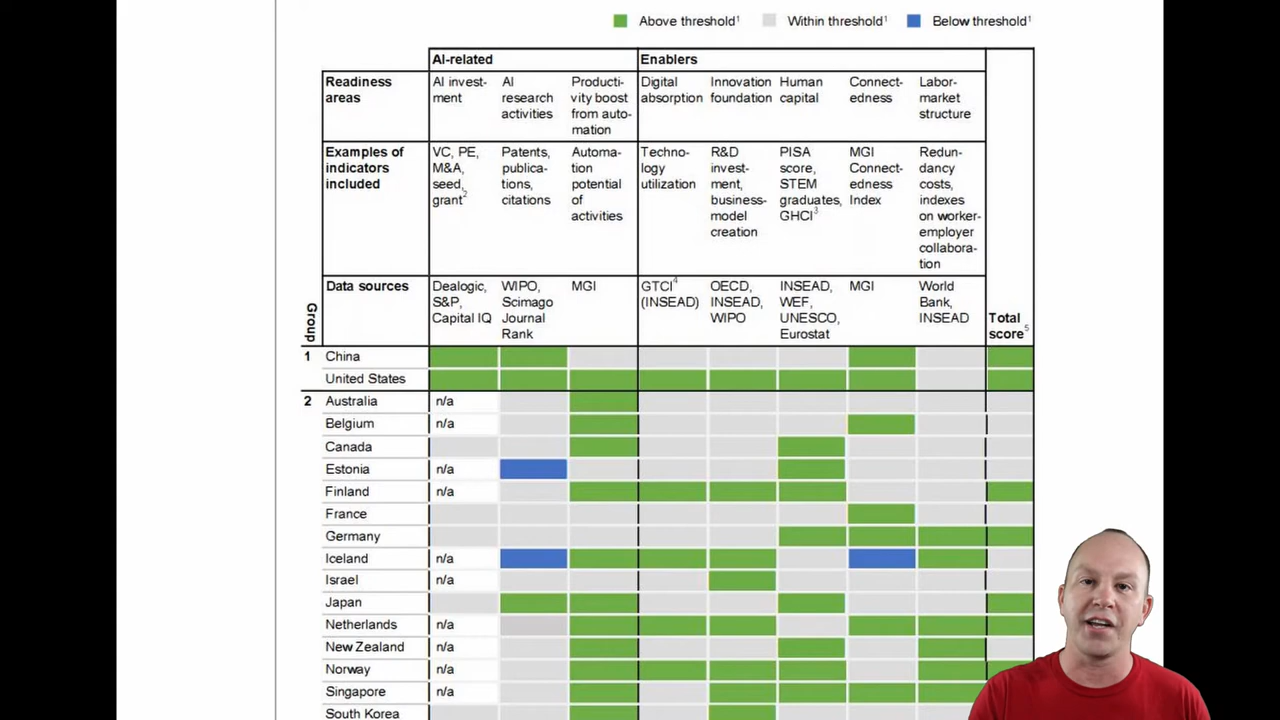 Above threshold¹ Within threshold¹ Below threshold¹
AI-related Enablers
Readiness areas
AI invest-
ment
AI
research
activities
Producti-
vity boost
from auto-
mation
Digital
absorption
Innovation
foundation
Human
capital
Connect-
edness
Labor-
market
structure
Examples of
indicators
included
VC, PE,
M&A,
seed,
grant²
Patents,
publica-
tions,
citations
Automa-
tion
potential
of
activities
Techno-
logy
utilization
R&D
invest-
ment,
business-
model
creation
PISA
score,
STEM
graduates,
GHCI³
MGI
Connect-
edness
Index
Redun-
dancy
costs,
indexes
on worker-
employer
collabora-
tion
Group
Data sources
Dealogic,
S&P,
Capital IQ
WIPO,
Scimago
Journal
Rank
MGI
GTCI⁴
(INSEAD)
OECD,
INSEAD,
WIPO
INSEAD,
WEF,
UNESCO,
Eurostat
MGI
World
Bank,
INSEAD
Total
score⁵
1 China
United States
2 Australia n/a
Belgium n/a
Canada
Estonia n/a
Finland n/a
France
Germany
Iceland n/a
Israel n/a
Japan
Netherlands n/a
New Zealand n/a
Norway n/a
Singapore n/a
South Korea